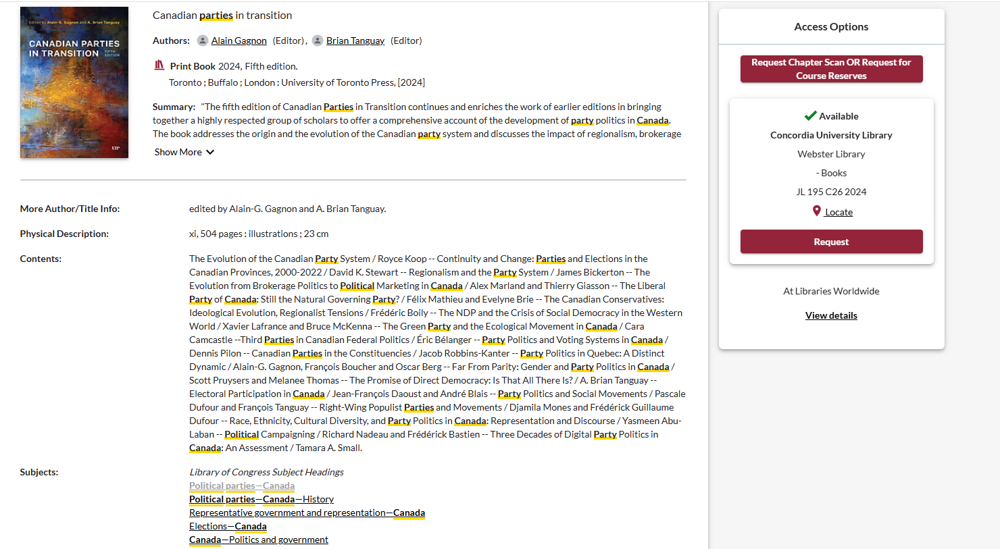 Edited by Alain-G. Gagnon and A. Brian Tanguay
CANADIAN PARTIES
IN TRANSITION FIFTH EDITION
UTP
Canadian parties in transition
Authors: Alain Gagnon (Editor), Brian Tanguay (Editor)
Print Book 2024, Fifth edition.
Toronto ; Buffalo ; London : University of Toronto Press, [2024]
Summary: "The fifth edition of Canadian Parties in Transition continues and enriches the work of earlier editions in bringing
together a highly respected group of scholars to offer a comprehensive account of the development of party politics in Canada.
The book addresses the origin and the evolution of the Canadian party system and discusses the impact of regionalism, brokerage
Show More
More Author/Title Info: edited by Alain-G. Gagnon and A. Brian Tanguay.
Physical Description: xi, 504 pages : illustrations ; 23 cm
Contents: The Evolution of the Canadian Party System / Royce Koop -- Continuity and Change: Parties and Elections in the
Canadian Provinces, 2000-2022 / David K. Stewart -- Regionalism and the Party System / James Bickerton -- The
Evolution from Brokerage Politics to Political Marketing in Canada / Alex Marland and Thierry Giasson -- The Liberal
Party of Canada: Still the Natural Governing Party? / Félix Mathieu and Evelyne Brie -- The Canadian Conservatives:
Ideological Evolution, Regionalist Tensions / Frédéric Boily -- The NDP and the Crisis of Social Democracy in the Western
World / Xavier Lafrance and Bruce McKenna -- The Green Party and the Ecological Movement in Canada / Cara
Camcastle --Third Parties in Canadian Federal Politics / Éric Bélanger -- Party Politics and Voting Systems in Canada /
Dennis Pilon -- Canadian Parties in the Constituencies / Jacob Robbins-Kanter -- Party Politics in Quebec: A Distinct
Dynamic / Alain-G. Gagnon, François Boucher and Oscar Berg -- Far From Parity: Gender and Party Politics in Canada /
Scott Pruysers and Melanee Thomas -- The Promise of Direct Democracy: Is That All There Is? / A. Brian Tanguay --
Electoral Participation in Canada / Jean-François Daoust and André Blais -- Party Politics and Social Movements / Pascale
Dufour and François Tanguay -- Right-Wing Populist Parties and Movements / Djamila Mones and Frédérick Guillaume
Dufour -- Race, Ethnicity, Cultural Diversity, and Party Politics in Canada: Representation and Discourse / Yasmeen Abu-
Laban -- Political Campaigning / Richard Nadeau and Frédérick Bastien -- Three Decades of Digital Party Politics in
Canada: An Assessment / Tamara A. Small.
Subjects: Library of Congress Subject Headings
Political parties—Canada
Political parties—Canada—History
Representative government and representation—Canada
Elections—Canada
Canada—Politics and government
Access Options
Request Chapter Scan OR Request for
Course Reserves
Available
Concordia University Library
Webster Library
- Books
JL 195 C26 2024
Locate
Request
At Libraries Worldwide
View details